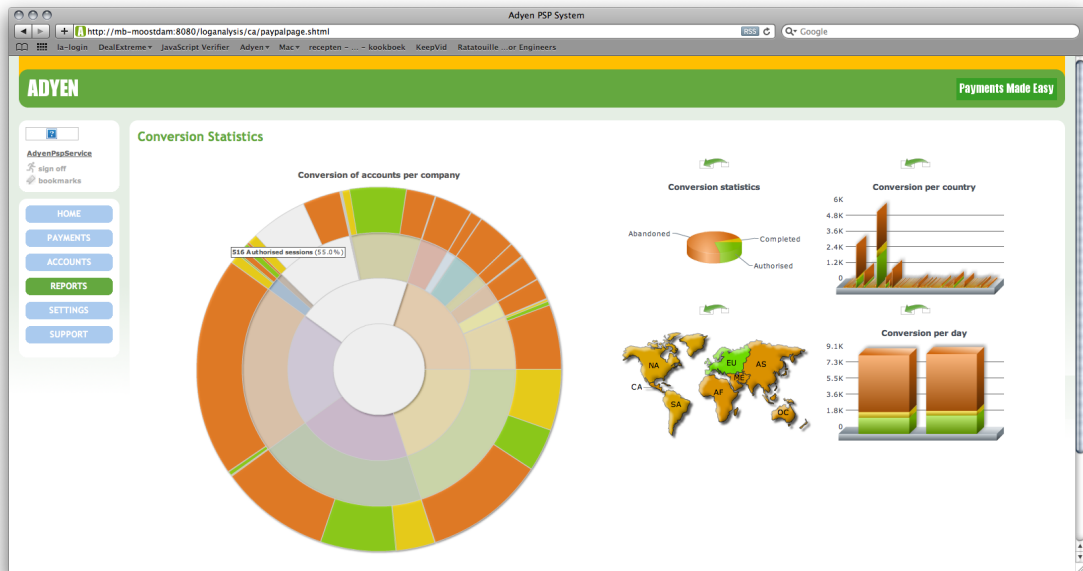 Adyen PSP System
http://mb-moostdam:8080/loganalysis/ca/paypalpage.shtml
RSS
Google
la-login DealExtreme JavaScript Verifier Adyen Mac recepten - ... - kookboek KeepVid Ratatouille ...or Engineers
ADYEN
Payments Made Easy
AdyenPspService
sign off
bookmarks
HOME
PAYMENTS
ACCOUNTS
REPORTS
SETTINGS
SUPPORT
Conversion Statistics
Conversion of accounts per company
516 Authorised sessions (55.0%)
Conversion statistics
Abandoned
Completed
Authorised
Conversion per country
6K
4.8K
3.6K
2.4K
1.2K
0
NA
EU
AS
ME
CA
AF
SA
OC
Conversion per day
9.1K
7.3K
5.5K
3.6K
1.8K
0